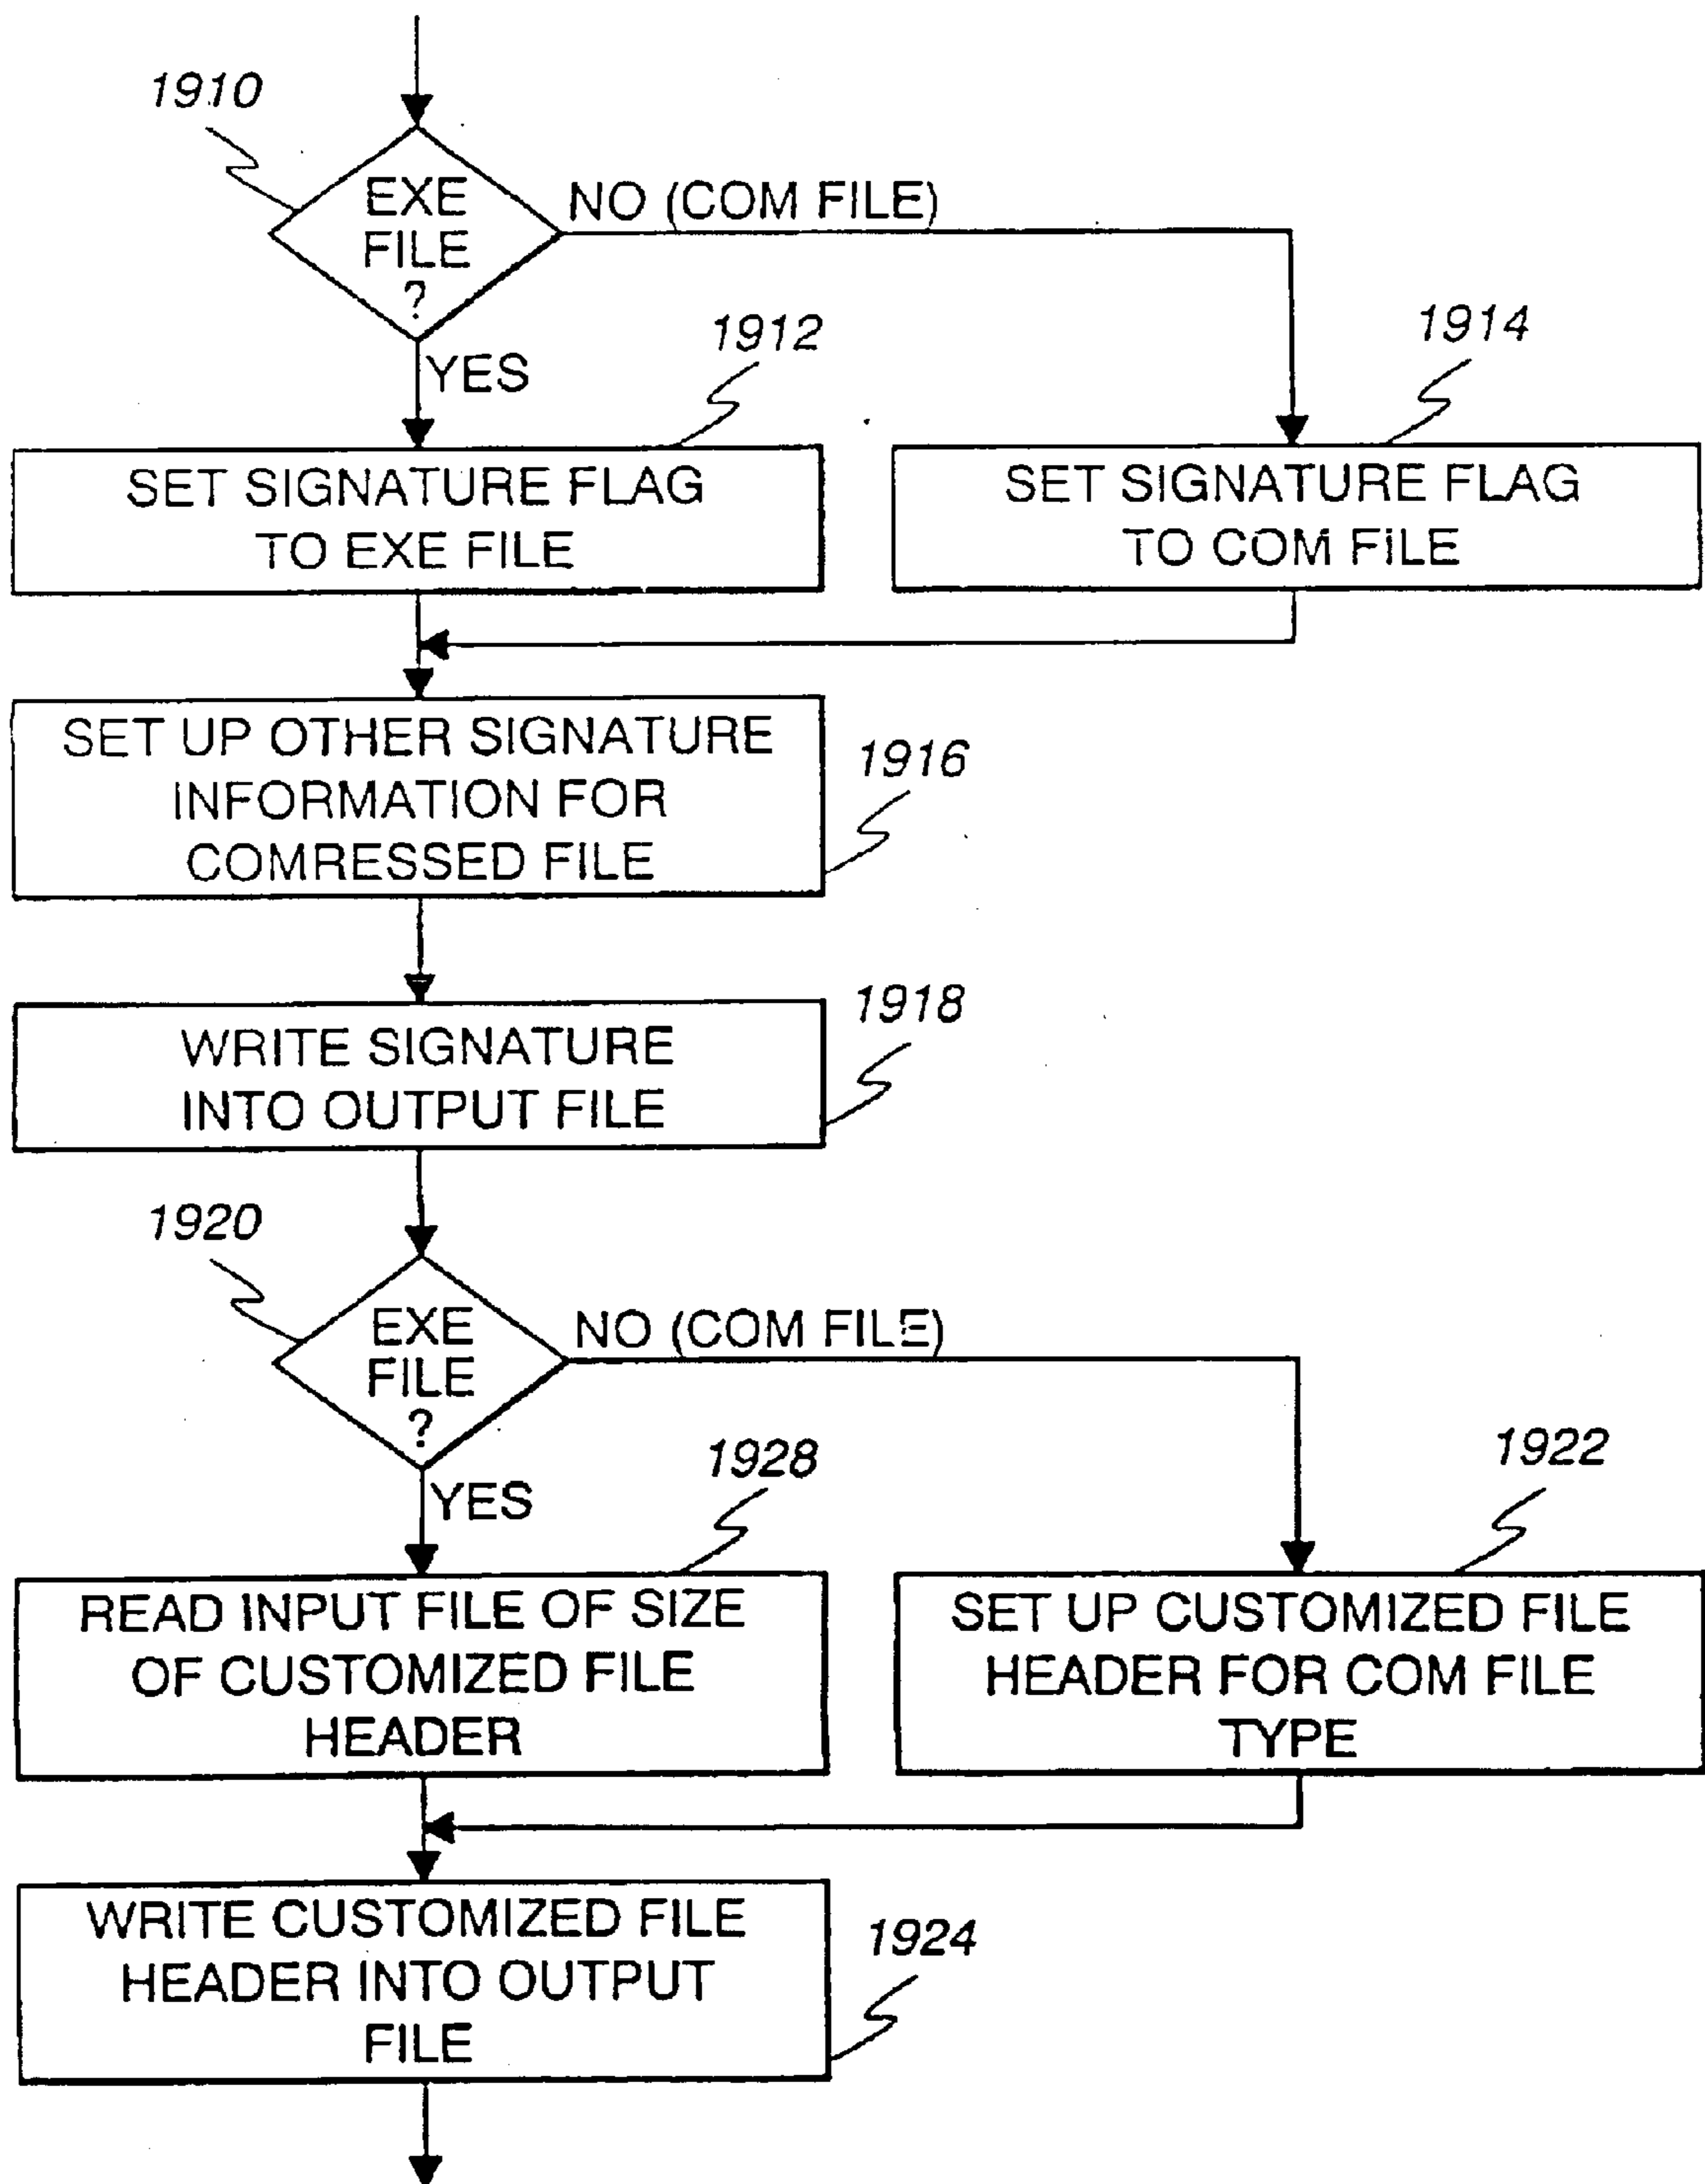 1910
EXE
FILE
?
NO (COM FILE)
YES
1912
1914
SET SIGNATURE FLAG
TO EXE FILE
SET SIGNATURE FLAG
TO COM FILE
SET UP OTHER SIGNATURE
INFORMATION FOR
COMRESSED FILE
1916
WRITE SIGNATURE
INTO OUTPUT FILE
1918
1920
EXE
FILE
?
NO (COM FILE)
YES
1928
1922
READ INPUT FILE OF SIZE
OF CUSTOMIZED FILE
HEADER
SET UP CUSTOMIZED FILE
HEADER FOR COM FILE
TYPE
WRITE CUSTOMIZED FILE
HEADER INTO OUTPUT
FILE
1924